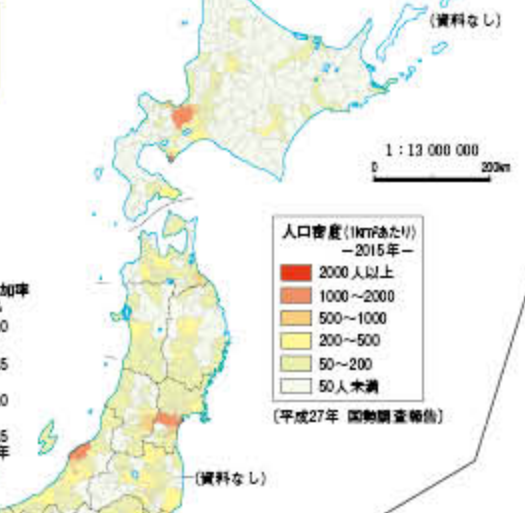 (資料なし)
1：13 000 000
0 200km
人口密度(1km²あたり)
－2015年－
2000人以上
1000～2000
500～1000
200～500
50～200
50人未満
(平成27年 国勢調査報告)
加率
0
5
0
5
年
(資料なし)